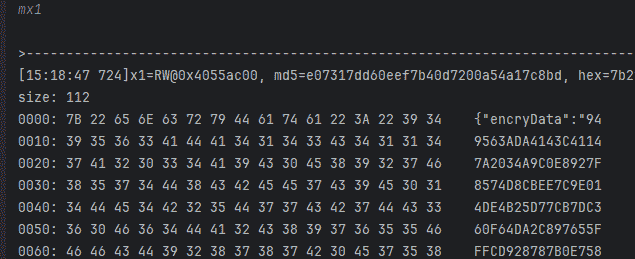 mx1
>-----------------------------------------------------------------------------
[15:18:47 724]x1=RW@0x4055ac00, md5=e07317dd60eef7b40d7200a54a17c8bd, hex=7b2
size: 112
0000: 7B 22 65 6E 63 72 79 44 61 74 61 22 3A 22 39 34    {"encryData":"94
0010: 39 35 36 33 41 44 41 34 31 34 33 43 34 31 31 34    9563ADA4143C4114
0020: 37 41 32 30 33 34 41 39 43 30 45 38 39 32 37 46    7A2034A9C0E8927F
0030: 38 35 37 34 44 38 43 42 45 45 37 43 39 45 30 31    8574D8CBEE7C9E01
0040: 34 44 45 34 42 32 35 44 37 37 43 42 37 44 43 33    4DE4B25D77CB7DC3
0050: 36 30 46 36 34 44 41 32 43 38 39 37 36 35 35 46    60F64DA2C897655F
0060: 46 46 43 44 39 32 38 37 38 37 42 30 45 37 35 38    FFCD928787B0E758